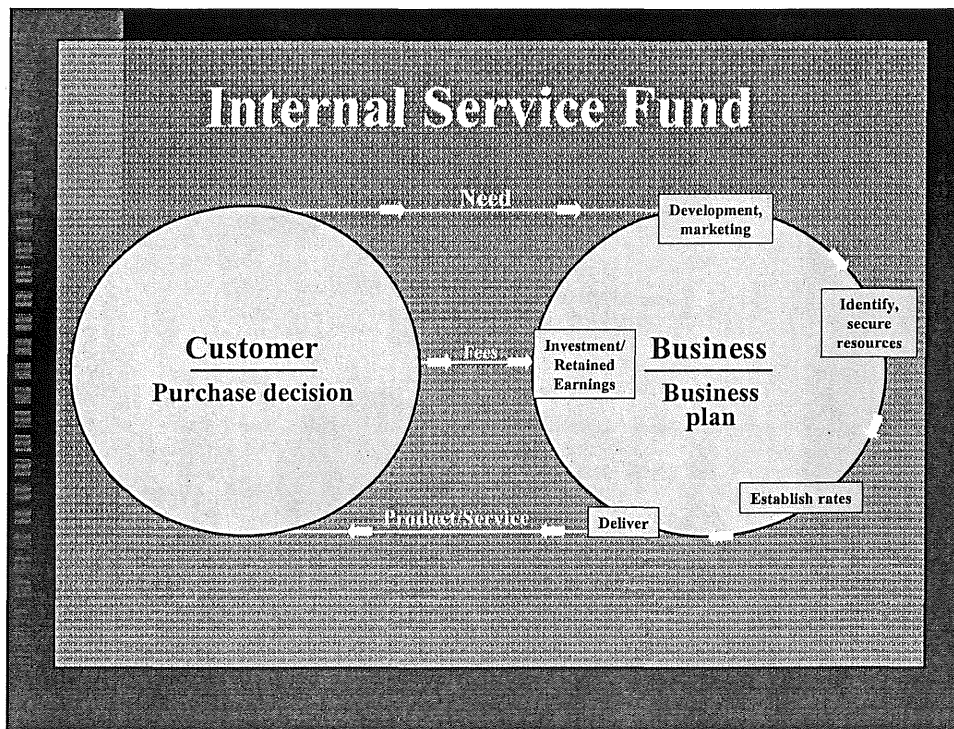 Internal Service Fund
Need
Development,
marketing
Identify,
secure
resources
Customer
Purchase decision
Fees
Investment/
Retained
Earnings
Business
Business
plan
Establish rates
Product/Service
Deliver